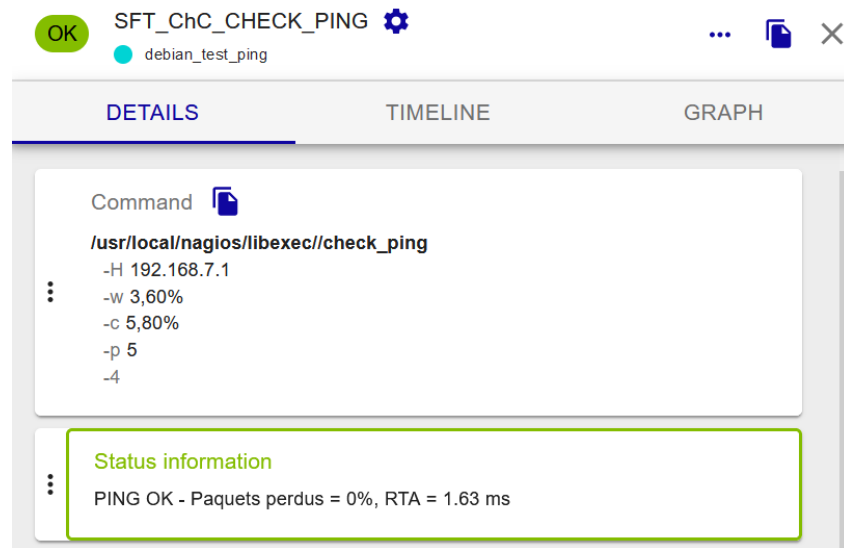 OK
SFT_ChC_CHECK_PING
debian_test_ping
DETAILS TIMELINE GRAPH
Command
/usr/local/nagios/libexec//check_ping
-H 192.168.7.1
-w 3,60%
-c 5,80%
-p 5
-4
Status information
PING OK - Paquets perdus = 0%, RTA = 1.63 ms